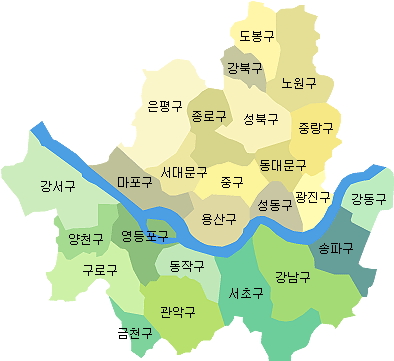 도봉구
강북구
노원구
은평구
종로구
성북구
중랑구
서대문구
동대문구
마포구
중구
강서구
성동구
광진구
강동구
용산구
양천구
영등포구
송파구
구로구
동작구
강남구
서초구
관악구
금천구